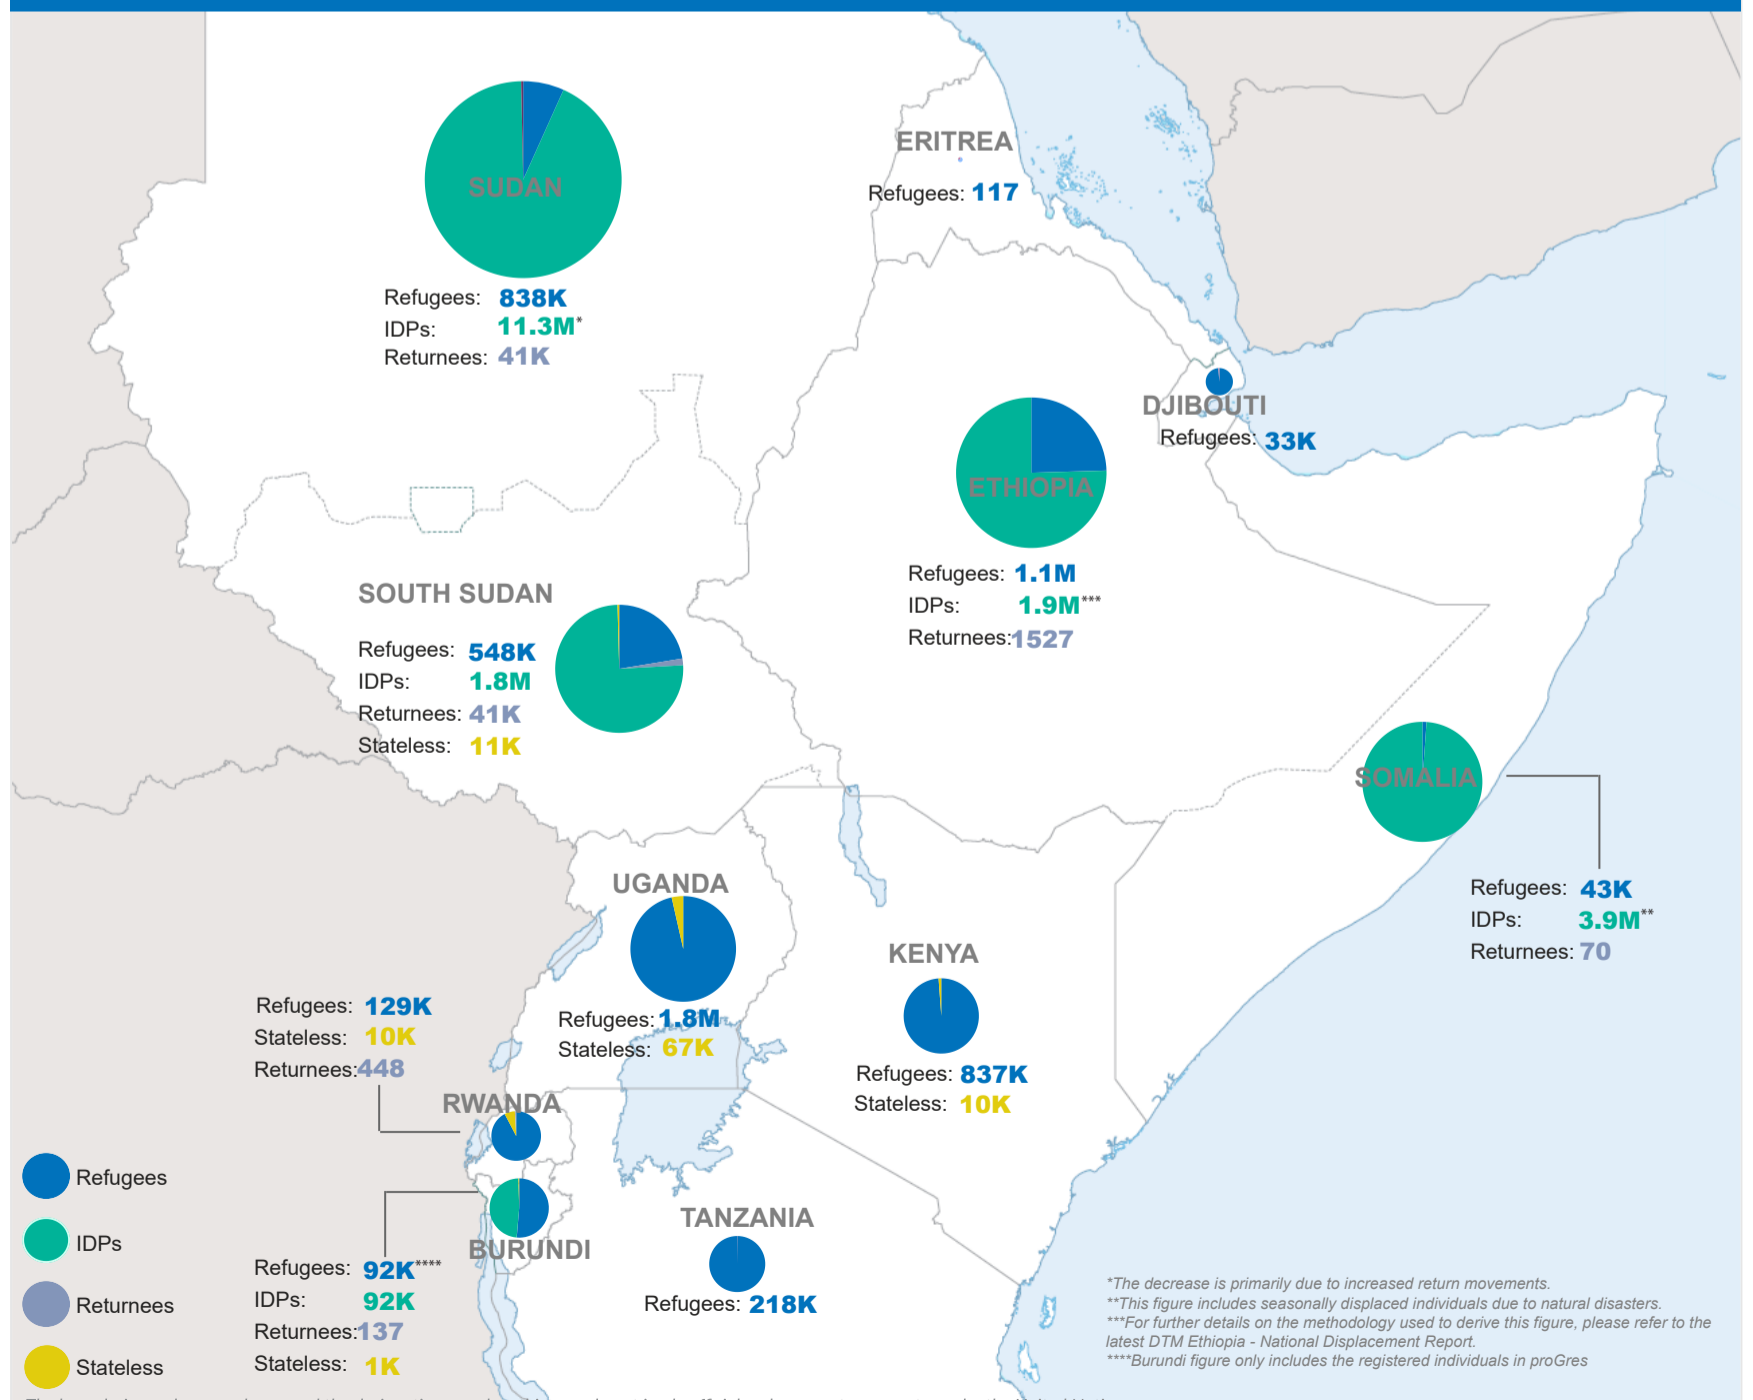 SUDAN
Refugees: 838K
IDPs: 11.3M*
Returnees: 41K
ERITREA
Refugees: 117
DJIBOUTI
Refugees: 33K
ETHIOPIA
Refugees: 1.1M
IDPs: 1.9M***
Returnees:1527
SOUTH SUDAN
Refugees: 548K
IDPs: 1.8M
Returnees: 41K
Stateless: 11K
SOMALIA
Refugees: 43K
IDPs: 3.9M**
Returnees: 70
UGANDA
Refugees: 1.8M
Stateless: 67K
KENYA
Refugees: 837K
Stateless: 10K
Refugees: 129K
Stateless: 10K
Returnees:448
RWANDA
BURUNDI
Refugees: 92K****
IDPs: 92K
Returnees:137
Stateless: 1K
TANZANIA
Refugees: 218K
Refugees
IDPs
Returnees
Stateless
*The decrease is primarily due to increased return movements.
**This figure includes seasonally displaced individuals due to natural disasters.
***For further details on the methodology used to derive this figure, please refer to the
latest DTM Ethiopia - National Displacement Report.
****Burundi figure only includes the registered individuals in proGres